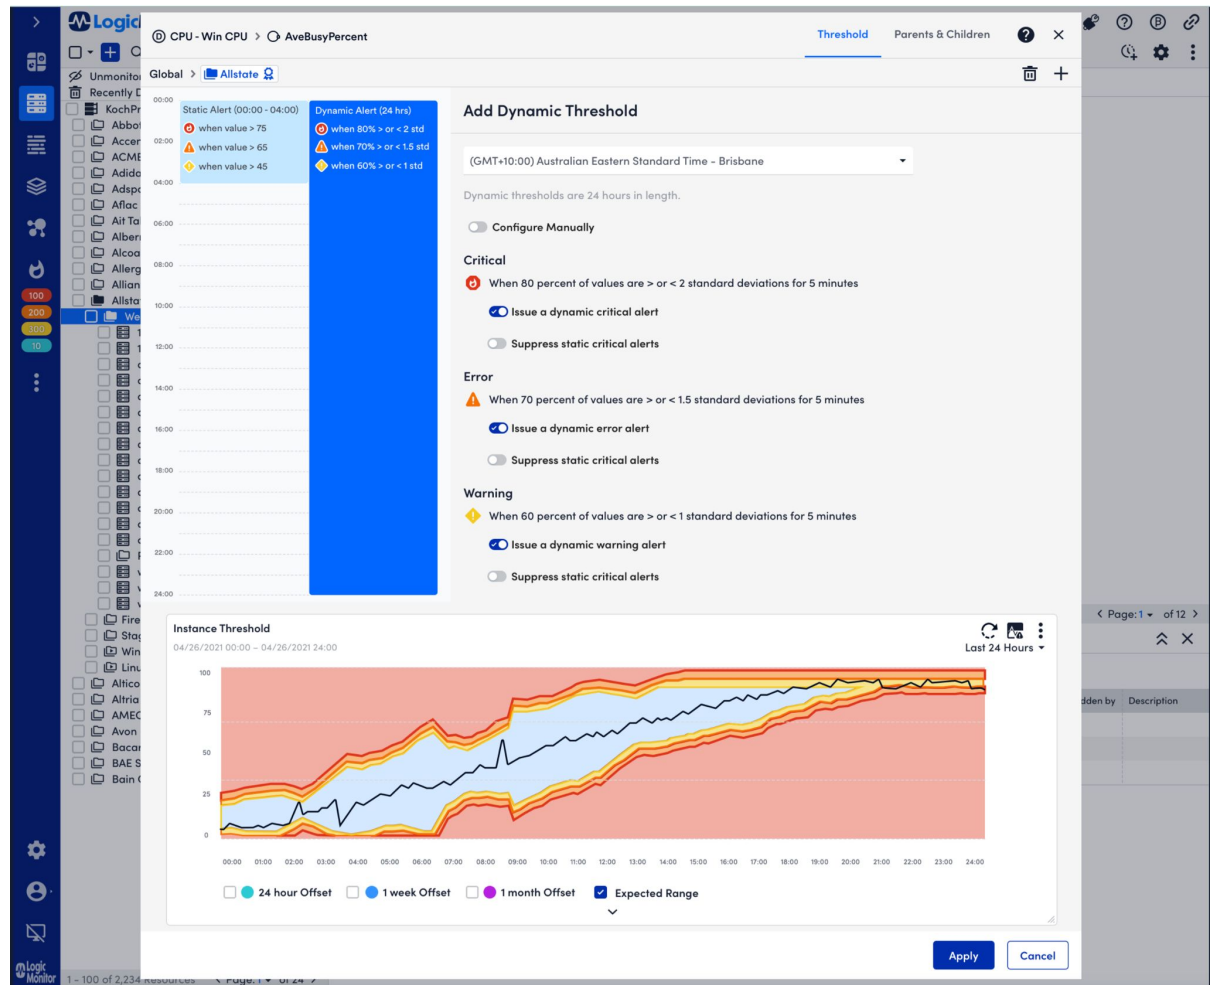 Logic
D CPU - Win CPU > AveBusyPercent
Threshold
Parents & Children
Global > Allstate
Unmonito
Recently D
KochPr
Abbo
Accer
ACME
Adida
Adspo
Aflac
Ait Ta
Alber
Alcoa
Allerg
Allian
Allsta
We
100
200
300
10
00:00
02:00
04:00
06:00
08:00
10:00
12:00
14:00
16:00
18:00
20:00
22:00
24:00
Static Alert (00:00 - 04:00)
when value > 75
when value > 65
when value > 45
Dynamic Alert (24 hrs)
when 80% > or < 2 std
when 70% > or < 1.5 std
when 60% > or < 1 std
Add Dynamic Threshold
(GMT+10:00) Australian Eastern Standard Time - Brisbane
Dynamic thresholds are 24 hours in length.
Configure Manually
Critical
When 80 percent of values are > or < 2 standard deviations for 5 minutes
Issue a dynamic critical alert
Suppress static critical alerts
Error
When 70 percent of values are > or < 1.5 standard deviations for 5 minutes
Issue a dynamic error alert
Suppress static critical alerts
Warning
When 60 percent of values are > or < 1 standard deviations for 5 minutes
Issue a dynamic warning alert
Suppress static critical alerts
< Page: 1 of 12 >
Fire
Stag
Win
Linu
Altico
Altria
AMEC
Avon
Bacar
BAE S
Bain
Instance Threshold
04/26/2021 00:00 - 04/26/2021 24:00
Last 24 Hours
100
75
50
25
0
00:00 01:00 02:00 03:00 04:00 05:00 06:00 07:00 08:00 09:00 10:00 11:00 12:00 13:00 14:00 15:00 16:00 17:00 18:00 19:00 20:00 21:00 22:00 23:00 24:00
24 hour Offset
1 week Offset
1 month Offset
Expected Range
dden by
Description
Apply
Cancel
Logic
Monitor
1 - 100 of 2,234 Resources < Page: 1 of 24 >